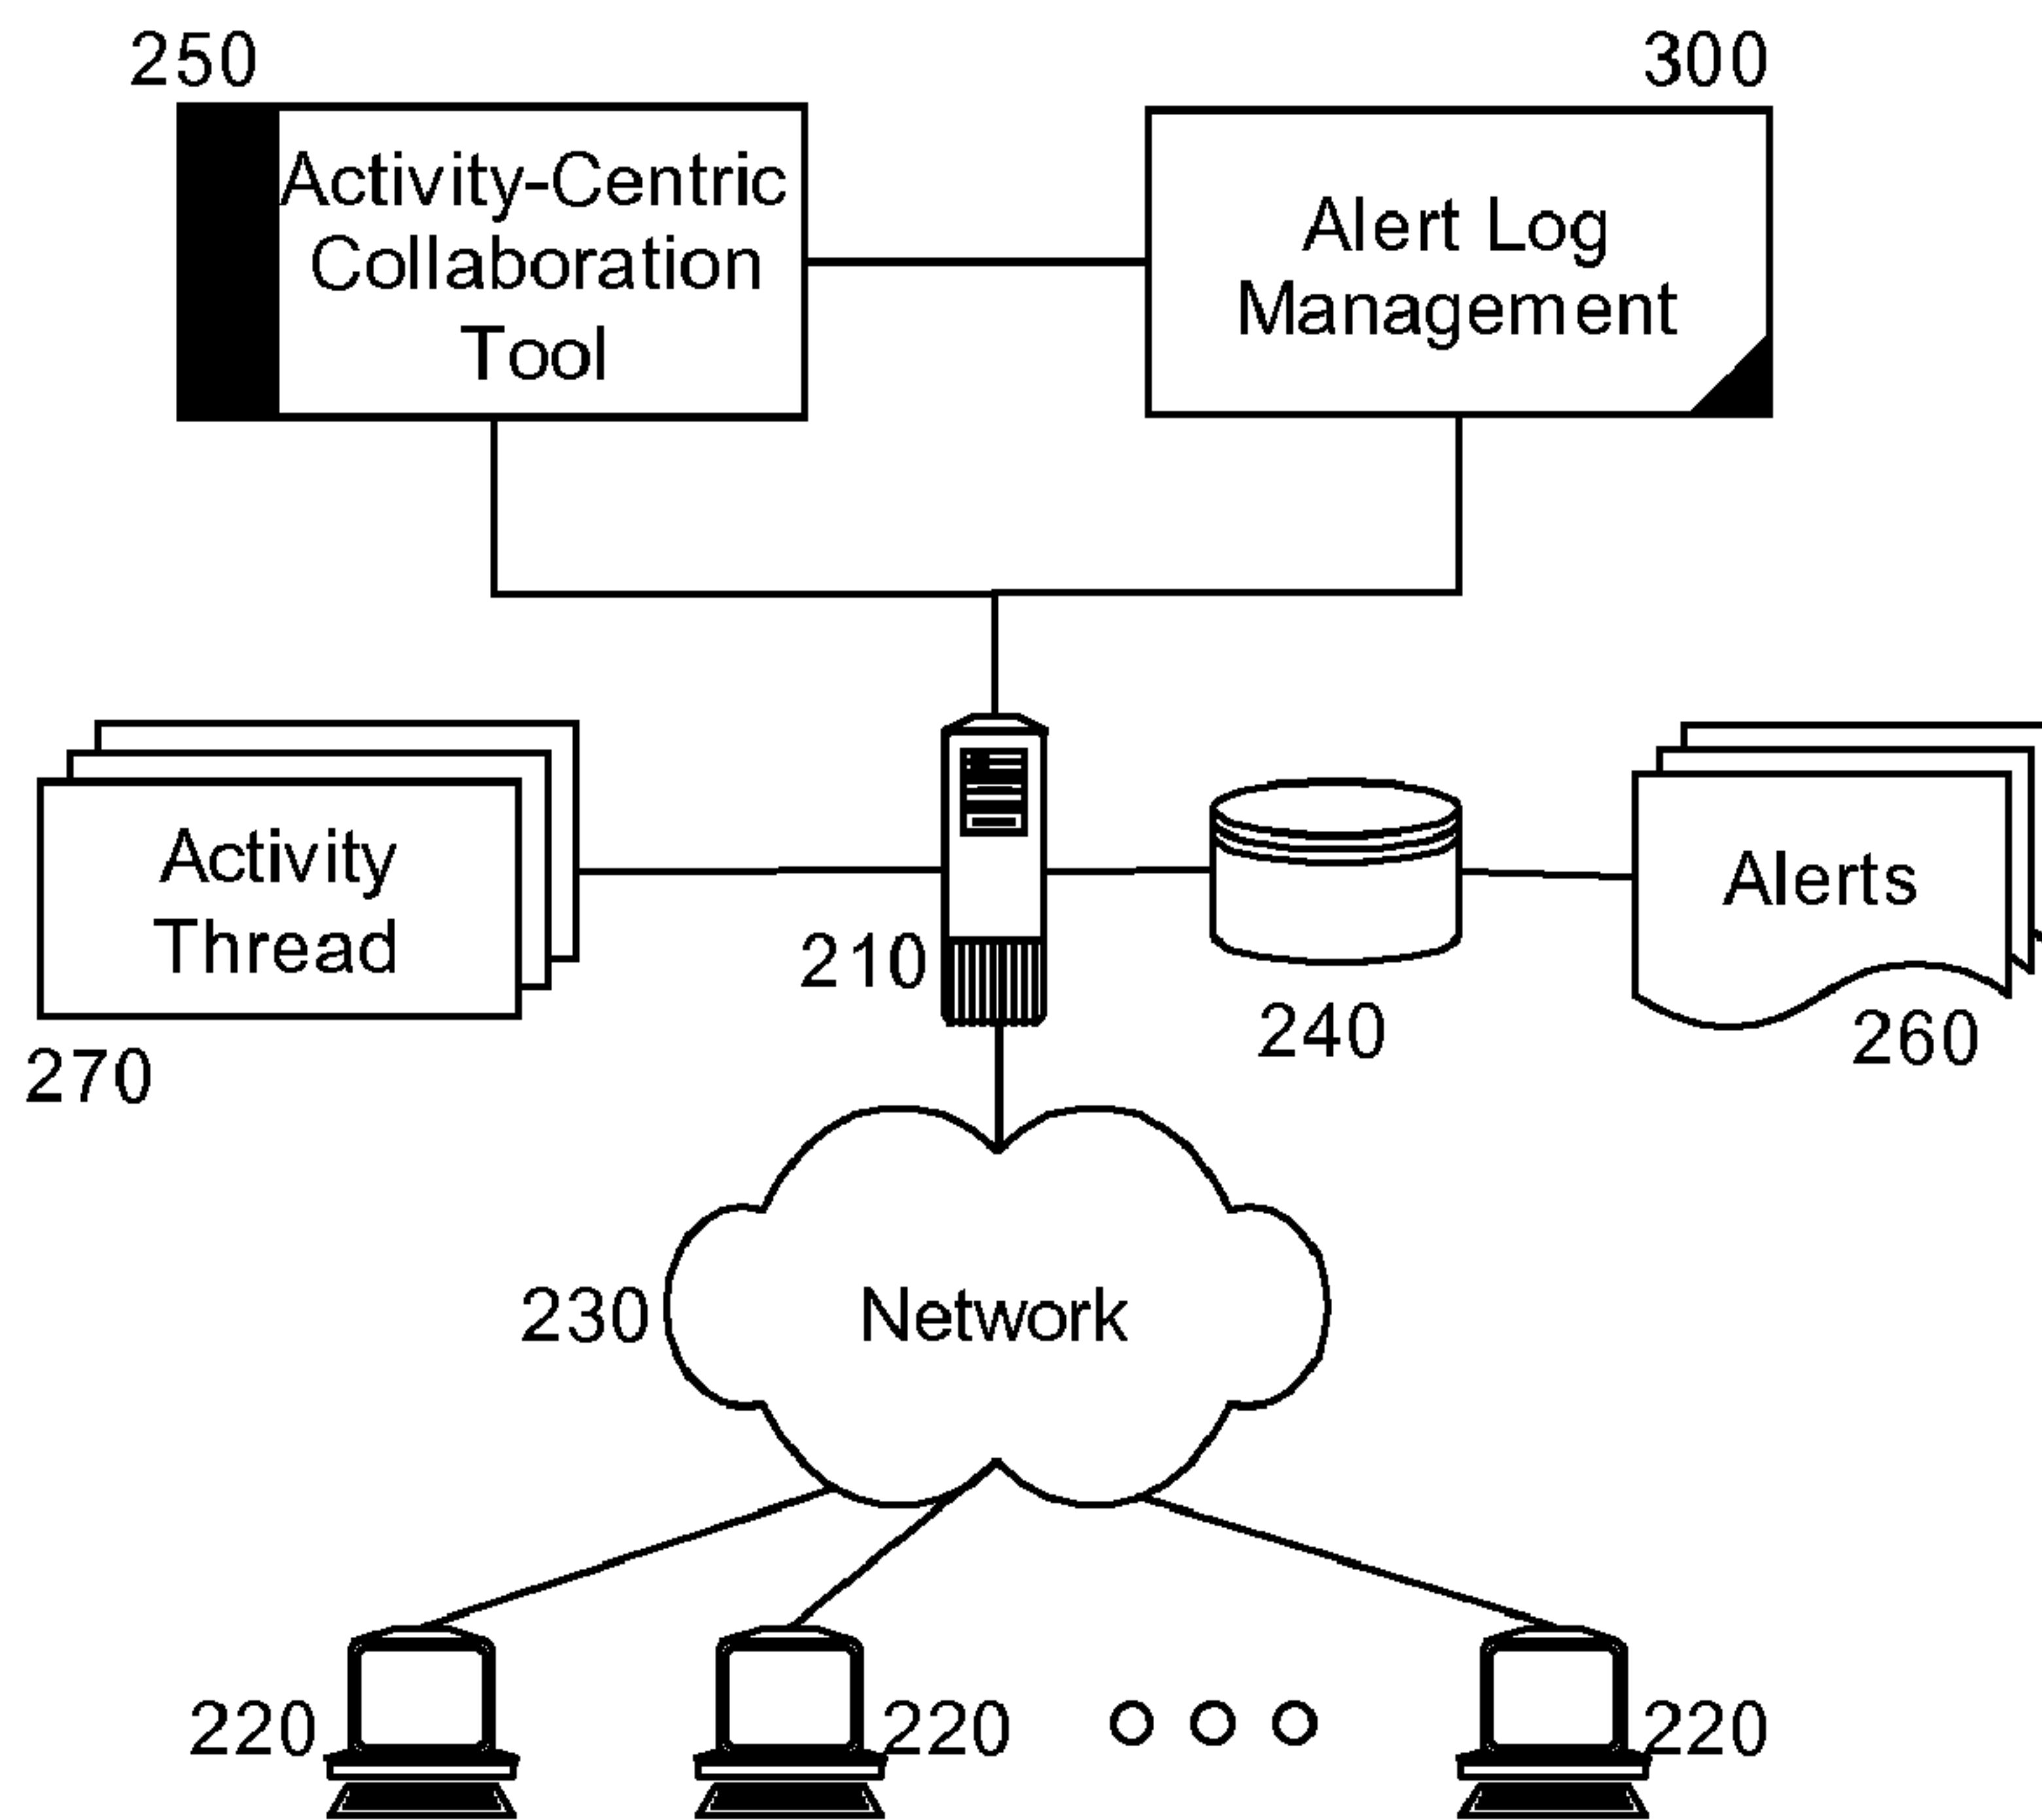 250
300
Activity-Centric
Collaboration
Tool
Alert Log
Management
Activity
Thread
270
210
240
Alerts
260
230
Network
220
220
220